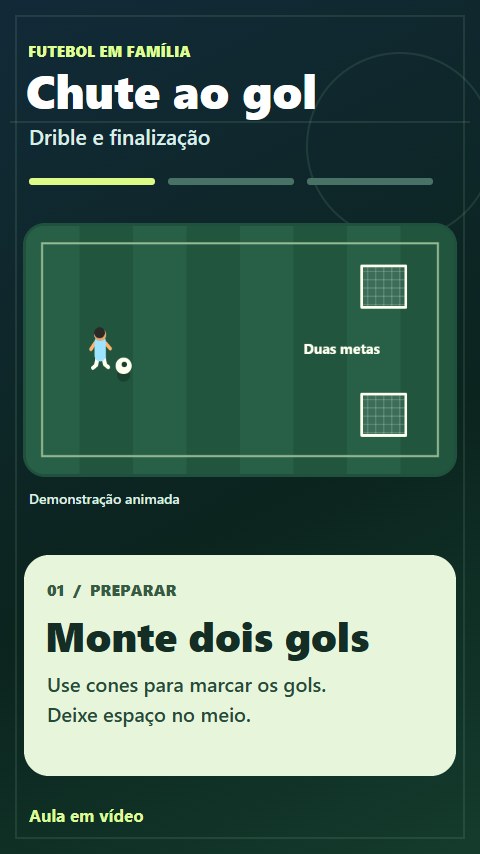 FUTEBOL EM FAMÍLIA
Chute ao gol
Drible e finalização
Duas metas
Demonstração animada
01 / PREPARAR
Monte dois gols
Use cones para marcar os gols.
Deixe espaço no meio.
Aula em vídeo